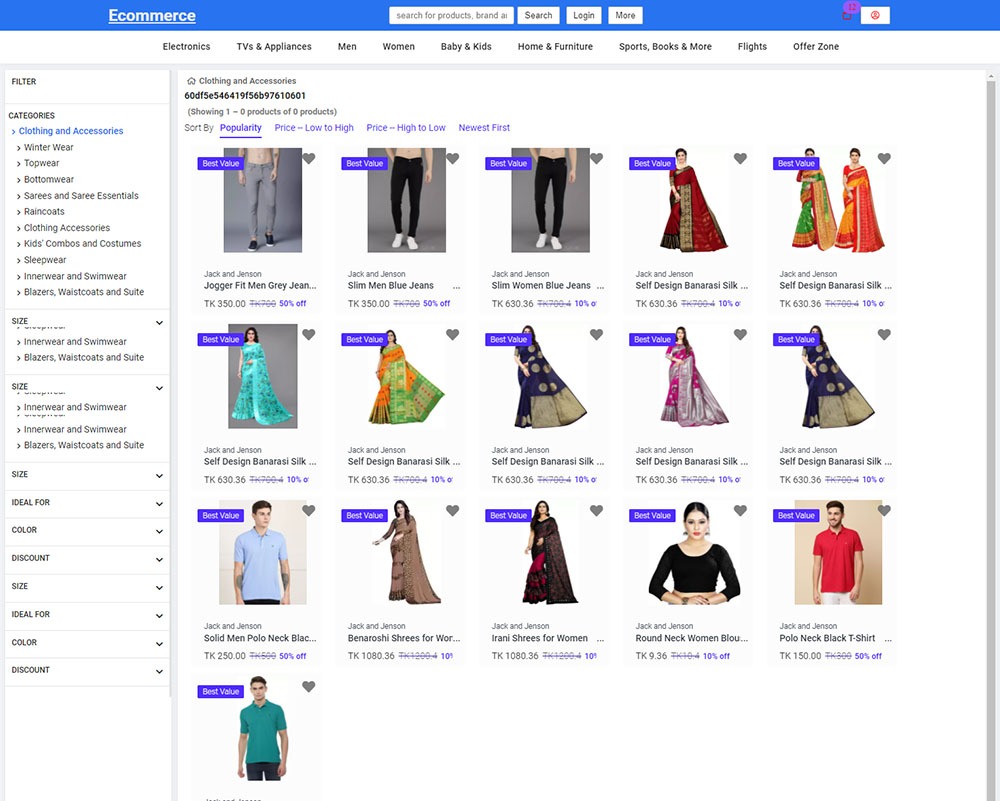 Ecommerce
search for products, brand ar
Search
Login
More
12
Electronics
TVs & Appliances
Men
Women
Baby & Kids
Home & Furniture
Sports, Books & More
Flights
Offer Zone
FILTER
CATEGORIES
Clothing and Accessories
Winter Wear
Topwear
Bottomwear
Sarees and Saree Essentials
Raincoats
Clothing Accessories
Kids' Combos and Costumes
Sleepwear
Innerwear and Swimwear
Blazers, Waistcoats and Suite
SIZE
Sleepwear
Innerwear and Swimwear
Blazers, Waistcoats and Suite
SIZE
Sleepwear
Innerwear and Swimwear
Sleepwear
Innerwear and Swimwear
Blazers, Waistcoats and Suite
SIZE
IDEAL FOR
COLOR
DISCOUNT
SIZE
IDEAL FOR
COLOR
DISCOUNT
Clothing and Accessories
60df5e546419f56b97610601
(Showing 1 – 0 products of 0 products)
Sort By Popularity Price -- Low to High Price -- High to Low Newest First
Best Value
Jack and Jenson
Jogger Fit Men Grey Jean...
TK 350.00 TK700 50% off
Best Value
Jack and Jenson
Slim Men Blue Jeans ...
TK 350.00 TK700 50% off
Best Value
Jack and Jenson
Slim Women Blue Jeans ...
TK 630.36 TK700.4 10% o
Best Value
Jack and Jenson
Self Design Banarasi Silk ...
TK 630.36 TK700.4 10% o
Best Value
Jack and Jenson
Self Design Banarasi Silk ...
TK 630.36 TK700.4 10% o
Best Value
Jack and Jenson
Self Design Banarasi Silk ...
TK 630.36 TK700.4 10% o
Best Value
Jack and Jenson
Self Design Banarasi Silk ...
TK 630.36 TK700.4 10% o
Best Value
Jack and Jenson
Self Design Banarasi Silk ...
TK 630.36 TK700.4 10% o
Best Value
Jack and Jenson
Self Design Banarasi Silk ...
TK 630.36 TK700.4 10% o
Best Value
Jack and Jenson
Self Design Banarasi Silk ...
TK 630.36 TK700.4 10% o
Best Value
Jack and Jenson
Solid Men Polo Neck Blac...
TK 250.00 TK500 50% off
Best Value
Jack and Jenson
Benaroshi Shrees for Wor...
TK 1080.36 TK1200.4 10%
Best Value
Jack and Jenson
Irani Shrees for Women ...
TK 1080.36 TK1200.4 10%
Best Value
Jack and Jenson
Round Neck Women Blou...
TK 9.36 TK10.4 10% off
Best Value
Jack and Jenson
Polo Neck Black T-Shirt ...
TK 150.00 TK300 50% off
Best Value
Jack and Jenson